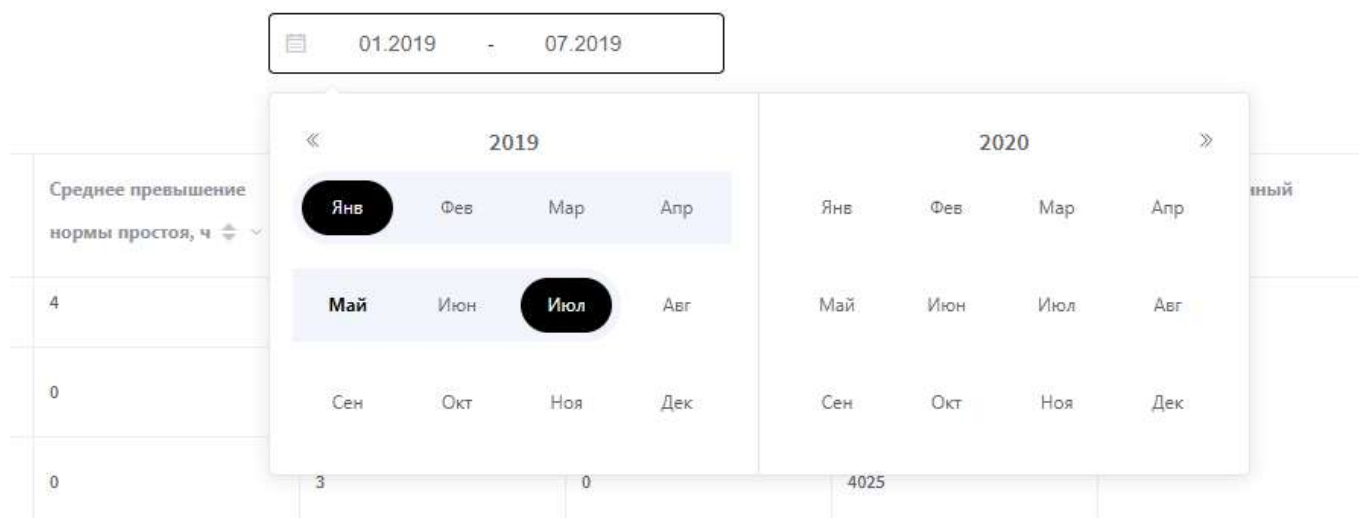 01.2019 - 07.2019
2019 2020
Среднее превышение
нормы простоя, ч
Янв Фев Мар Апр Янв Фев Мар Апр
4 Май Июн Июл Авг Май Июн Июл Авг
0 Сен Окт Ноя Дек Сен Окт Ноя Дек
0 3 0 4025